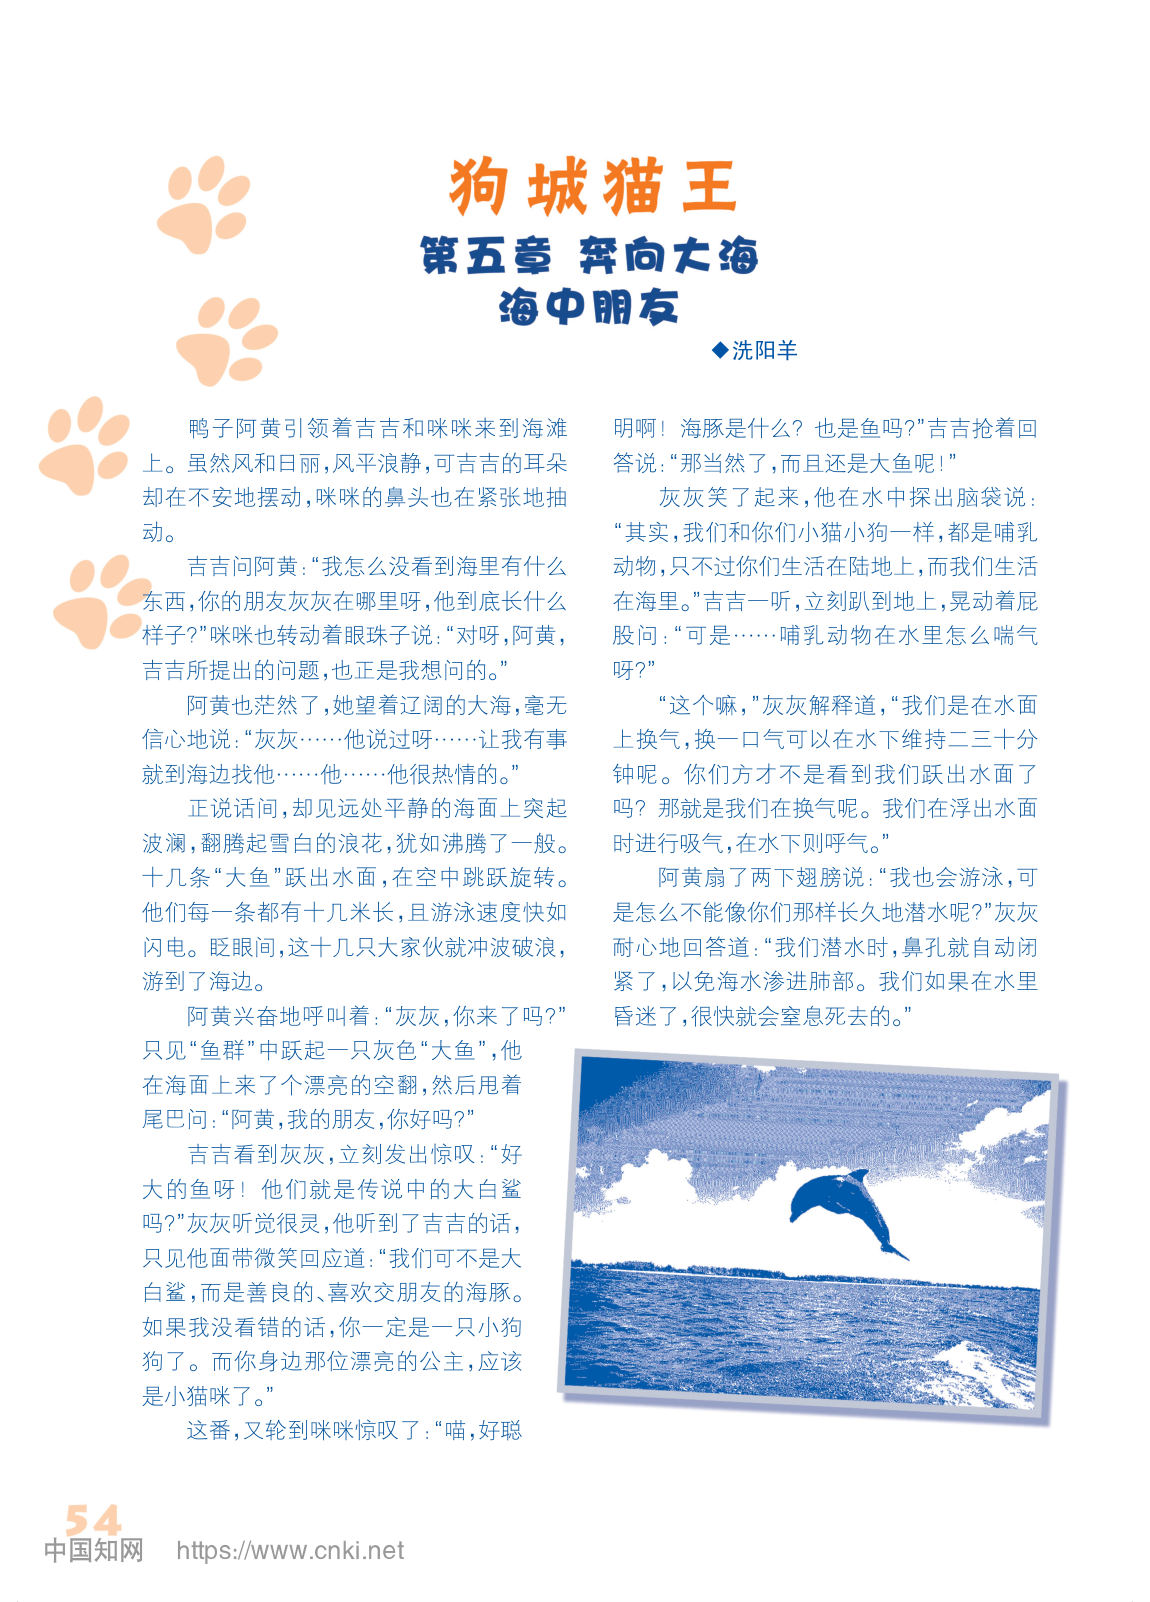 狗城猫王
第五章 奔向大海
海中朋友
◆冼阳羊
鸭子阿黄引领着吉吉和咪咪来到海滩
上。虽然风和日丽,风平浪静,可吉吉的耳朵
却在不安地摆动,咪咪的鼻头也在紧张地抽
动。
吉吉问阿黄:“我怎么没看到海里有什么
东西,你的朋友灰灰在哪里呀,他到底长什么
样子?”咪咪也转动着眼珠子说:“对呀,阿黄,
吉吉所提出的问题,也正是我想问的。”
阿黄也茫然了,她望着辽阔的大海,毫无
信心地说:“灰灰……他说过呀……让我有事
就到海边找他……他……他很热情的。”
正说话间,却见远处平静的海面上突起
波澜,翻腾起雪白的浪花,犹如沸腾了一般。
十几条“大鱼”跃出水面,在空中跳跃旋转。
他们每一条都有十几米长,且游泳速度快如
闪电。眨眼间,这十几只大家伙就冲波破浪,
游到了海边。
阿黄兴奋地呼叫着:“灰灰,你来了吗?”
只见“鱼群”中跃起一只灰色“大鱼”,他
在海面上来了个漂亮的空翻,然后甩着
尾巴问:“阿黄,我的朋友,你好吗?”
吉吉看到灰灰,立刻发出惊叹:“好
大的鱼呀！他们就是传说中的大白鲨
吗?”灰灰听觉很灵,他听到了吉吉的话,
只见他面带微笑回应道:“我们可不是大
白鲨,而是善良的、喜欢交朋友的海豚。
如果我没看错的话,你一定是一只小狗
狗了。而你身边那位漂亮的公主,应该
是小猫咪了。”
这番,又轮到咪咪惊叹了:“喵,好聪
明啊！海豚是什么？也是鱼吗?”吉吉抢着回
答说:“那当然了,而且还是大鱼呢!”
灰灰笑了起来,他在水中探出脑袋说:
“其实,我们和你们小猫小狗一样,都是哺乳
动物,只不过你们生活在陆地上,而我们生活
在海里。”吉吉一听,立刻趴到地上,晃动着屁
股问:“可是……哺乳动物在水里怎么喘气
呀?”
“这个嘛,”灰灰解释道,“我们是在水面
上换气,换一口气可以在水下维持二三十分
钟呢。你们方才不是看到我们跃出水面了
吗？那就是我们在换气呢。我们在浮出水面
时进行吸气,在水下则呼气。”
阿黄扇了两下翅膀说:“我也会游泳,可
是怎么不能像你们那样长久地潜水呢?”灰灰
耐心地回答道:“我们潜水时,鼻孔就自动闭
紧了,以免海水渗进肺部。我们如果在水里
昏迷了,很快就会窒息死去的。”
54
中国知网 https://www.cnki.net